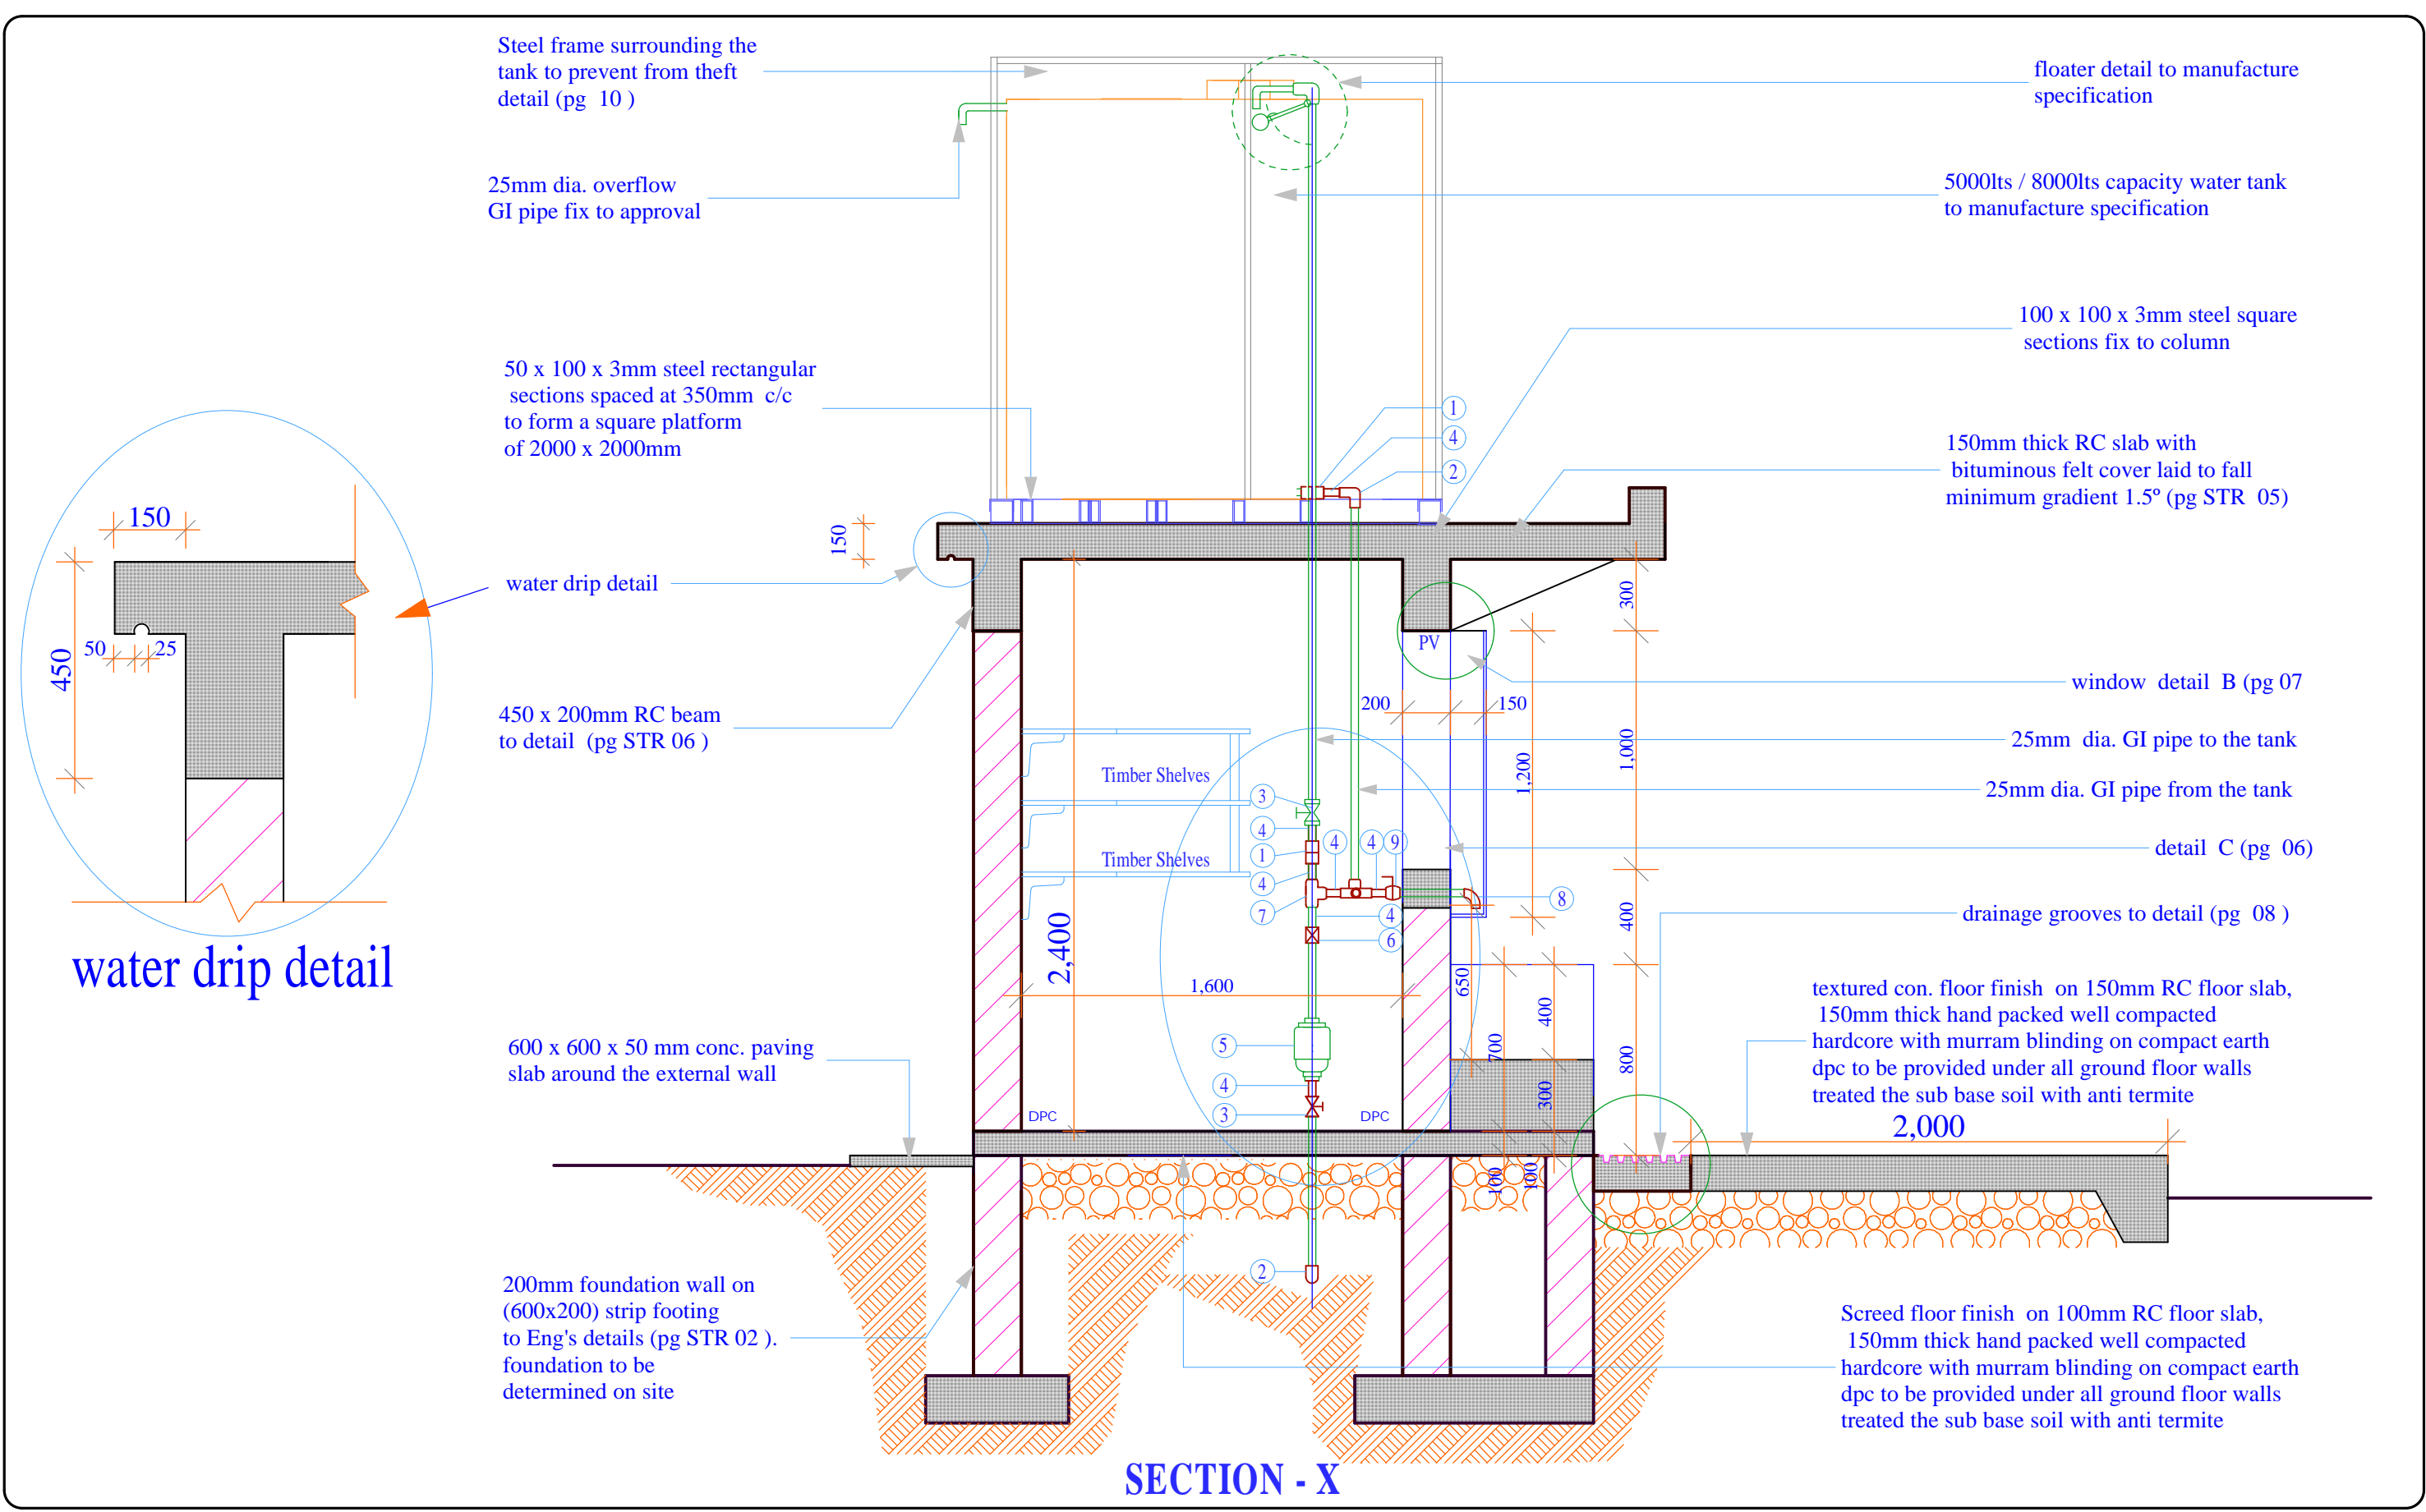 Steel frame surrounding the
tank to prevent from theft
detail (pg 10 )
floater detail to manufacture
specification
25mm dia. overflow
GI pipe fix to approval
5000lts / 8000lts capacity water tank
to manufacture specification
100 x 100 x 3mm steel square
sections fix to column
50 x 100 x 3mm steel rectangular
sections spaced at 350mm c/c
to form a square platform
of 2000 x 2000mm
1
4
2
150mm thick RC slab with
bituminous felt cover laid to fall
minimum gradient 1.5º (pg STR 05)
150
450
50
25
water drip detail
water drip detail
150
300
PV
window detail B (pg 07
450 x 200mm RC beam
to detail (pg STR 06 )
200
150
25mm dia. GI pipe to the tank
1,000
1,200
Timber Shelves
25mm dia. GI pipe from the tank
3
4
4
4
9
1
detail C (pg 06)
Timber Shelves
4
7
8
4
6
400
drainage grooves to detail (pg 08 )
2,400
1,600
650
400
700
800
300
textured con. floor finish on 150mm RC floor slab,
150mm thick hand packed well compacted
hardcore with murram blinding on compact earth
dpc to be provided under all ground floor walls
treated the sub base soil with anti termite
2,000
600 x 600 x 50 mm conc. paving
slab around the external wall
5
4
3
DPC
DPC
100
100
2
200mm foundation wall on
(600x200) strip footing
to Eng's details (pg STR 02 ).
foundation to be
determined on site
Screed floor finish on 100mm RC floor slab,
150mm thick hand packed well compacted
hardcore with murram blinding on compact earth
dpc to be provided under all ground floor walls
treated the sub base soil with anti termite
SECTION - X